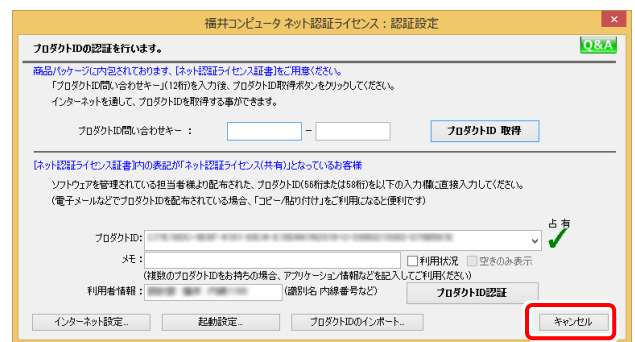 福井コンピュータ ネット認証ライセンス：認証設定
×
プロダクトIDの認証を行います。
Q&A
商品パッケージに内包されております、[ネット認証ライセンス証書]をご用意ください。
「プロダクトID問い合わせキー」(12桁)を入力後、プロダクトID取得ボタンをクリックしてください。
インターネットを通して、プロダクトIDを取得する事ができます。
プロダクトID問い合わせキー ： － プロダクトID 取得
[ネット認証ライセンス証書]内の表記が「ネット認証ライセンス(共有)」となっているお客様
ソフトウェアを管理されている担当者様より配布された、プロダクトID(56桁または58桁)を以下の入力欄に直接入力してください。
(電子メールなどでプロダクトIDを配布されている場合、「コピー/貼り付け」をご利用になると便利です)
占有
プロダクトID:
メモ： 利用状況 空きのみ表示
(複数のプロダクトIDをお持ちの場合、アプリケーション情報などを記入してご利用ください)
利用者情報： (識別名 内線番号など) プロダクトID認証
インターネット設定... 起動設定... プロダクトIDのインポート... キャンセル